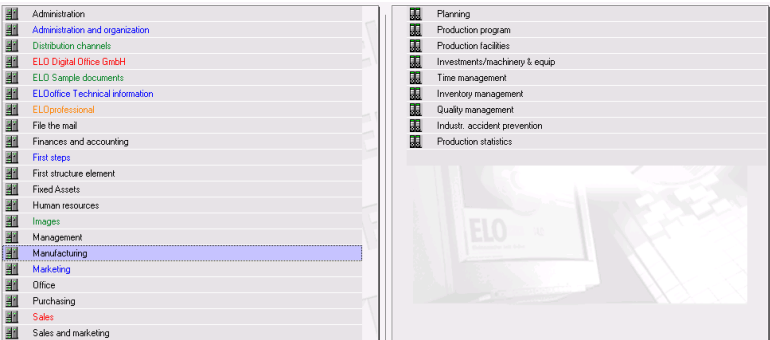 Administration
Administration and organization
Distribution channels
ELO Digital Office GmbH
ELO Sample documents
ELOoffice Technical information
ELOprofessional
File the mail
Finances and accounting
First steps
First structure element
Fixed Assets
Human resources
Images
Management
Manufacturing
Marketing
Office
Purchasing
Sales
Sales and marketing
Planning
Production program
Production facilities
Investments/machinery & equip
Time management
Inventory management
Quality management
Industr. accident prevention
Production statistics
ELO